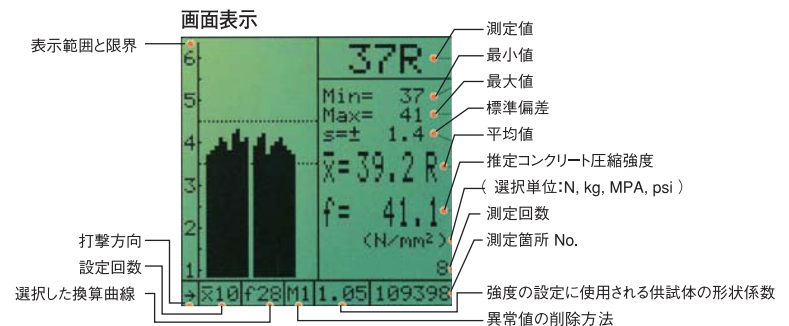 画面表示
表示範囲と限界
打撃方向
設定回数
選択した換算曲線
6
5
4
3
2
1
37R
Min= 37
Max= 41
s=± 1.4
x̄=39.2 R
f= 41.1
(N/mm²)
8
→ x̄10 f28 M1 1.05 109398
測定値
最小値
最大値
標準偏差
平均値
推定コンクリート圧縮強度
( 選択単位:N, kg, MPA, psi )
測定回数
測定箇所 No.
強度の設定に使用される供試体の形状係数
異常値の削除方法